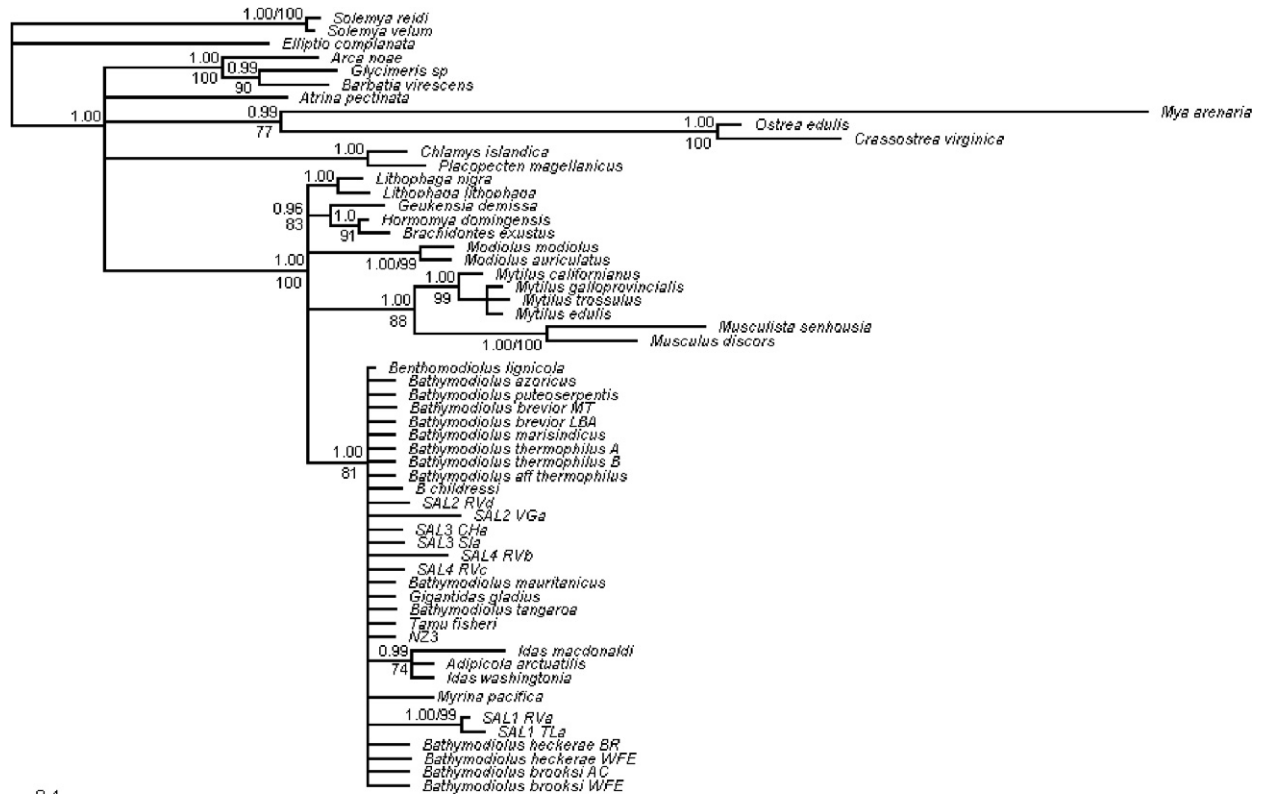 1.00/100
Solemya reidi
Solemya velum
Elliptio complanata
1.00
Arca noae
0.99
Glycimeris sp
100
90
Barbatia virescens
Atrina pectinata
1.00
0.99
Mya arenaria
77
1.00
Ostrea edulis
100
Crassostrea virginica
1.00
Chlamys islandica
Placopecten magellanicus
1.00
Lithophaga nigra
Lithophaga lithophaga
0.96
Geukensia demissa
83
1.0
Hormomya domingensis
91
Brachidontes exustus
Modiolus modiolus
1.00
1.00/99
Modiolus auriculatus
100
1.00
Mytilus californianus
Mytilus galloprovincialis
1.00
99
Mytilus trossulus
88
Mytilus edulis
Musculista senhousia
1.00/100
Musculus discors
Benthomodiolus lignicola
Bathymodiolus azoricus
Bathymodiolus puteoserpentis
Bathymodiolus brevior MT
Bathymodiolus brevior LBA
Bathymodiolus marisindicus
1.00
Bathymodiolus thermophilus A
Bathymodiolus thermophilus B
81
Bathymodiolus aff thermophilus
B childressi
SAL2 RVd
SAL2 VGa
SAL3 CHa
SAL3 SIa
SAL4 RVb
SAL4 RVc
Bathymodiolus mauritanicus
Gigantidas gladius
Bathymodiolus tangaroa
Tamu fisheri
NZ3
0.99
Idas macdonaldi
74
Adipicola arctuatilis
Idas washingtonia
Myrina pacifica
1.00/99
SAL1 RVa
SAL1 TLa
Bathymodiolus heckerae BR
Bathymodiolus heckerae WFE
Bathymodiolus brooksi AC
Bathymodiolus brooksi WFE